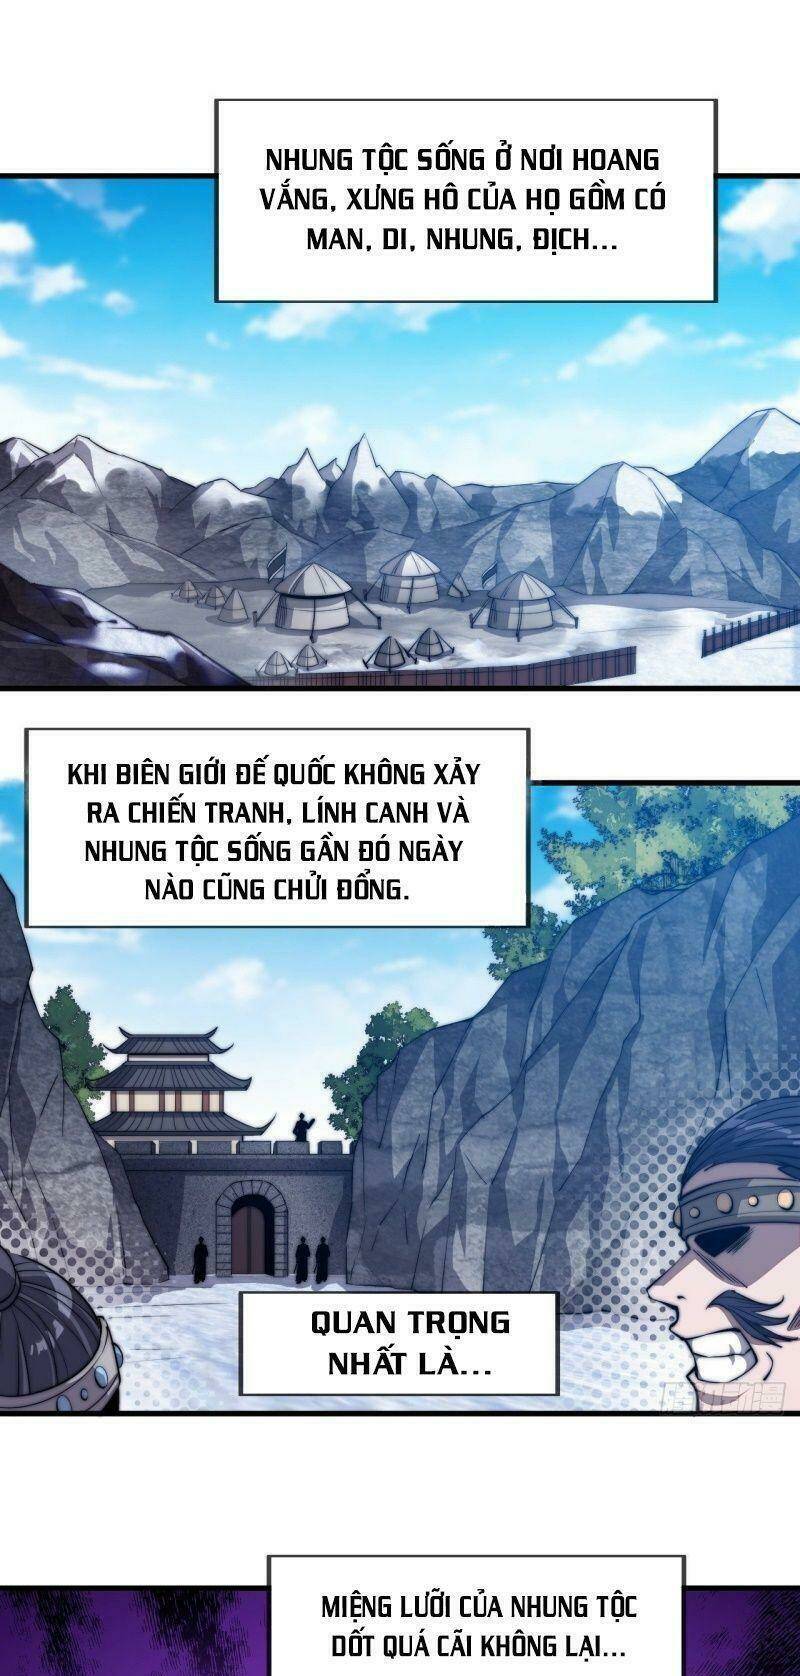 NHUNG TỘC SỐNG Ở NƠI HOANG
VẮNG, XƯNG HÔ CỦA HỌ GỒM CÓ
MAN, DI, NHUNG, ĐỊCH...
KHI BIÊN GIỚI ĐẾ QUỐC KHÔNG XẢY
RA CHIẾN TRANH, LÍNH CANH VÀ
NHUNG TỘC SỐNG GẦN ĐÓ NGÀY
NÀO CŨNG CHỬI ĐỔNG.
QUAN TRỌNG
NHẤT LÀ...
MIỆNG LƯỠI CỦA NHUNG TỘC
DỐT QUÁ CÃI KHÔNG LẠI...